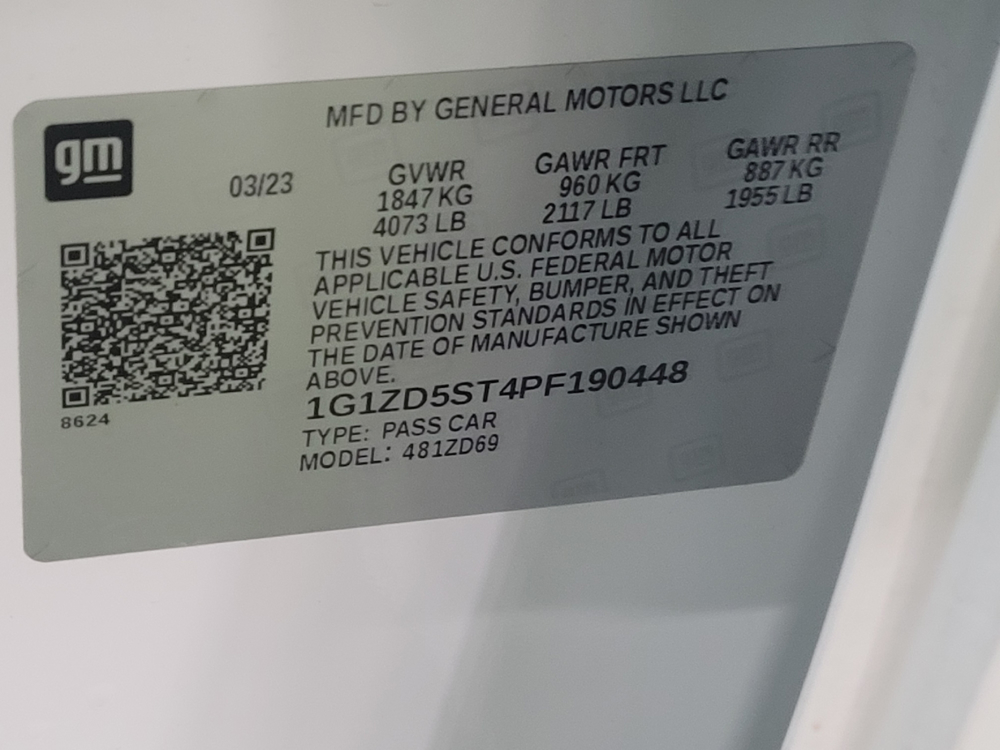 MFD BY GENERAL MOTORS LLC
gm
03/23 GVWR GAWR FRT GAWR RR
1847 KG 960 KG 887 KG
4073 LB 2117 LB 1955 LB
THIS VEHICLE CONFORMS TO ALL
APPLICABLE U.S. FEDERAL MOTOR
VEHICLE SAFETY, BUMPER, AND THEFT
PREVENTION STANDARDS IN EFFECT ON
THE DATE OF MANUFACTURE SHOWN
ABOVE.
1G1ZD5ST4PF190448
8624
TYPE: PASS CAR
MODEL: 481ZD69